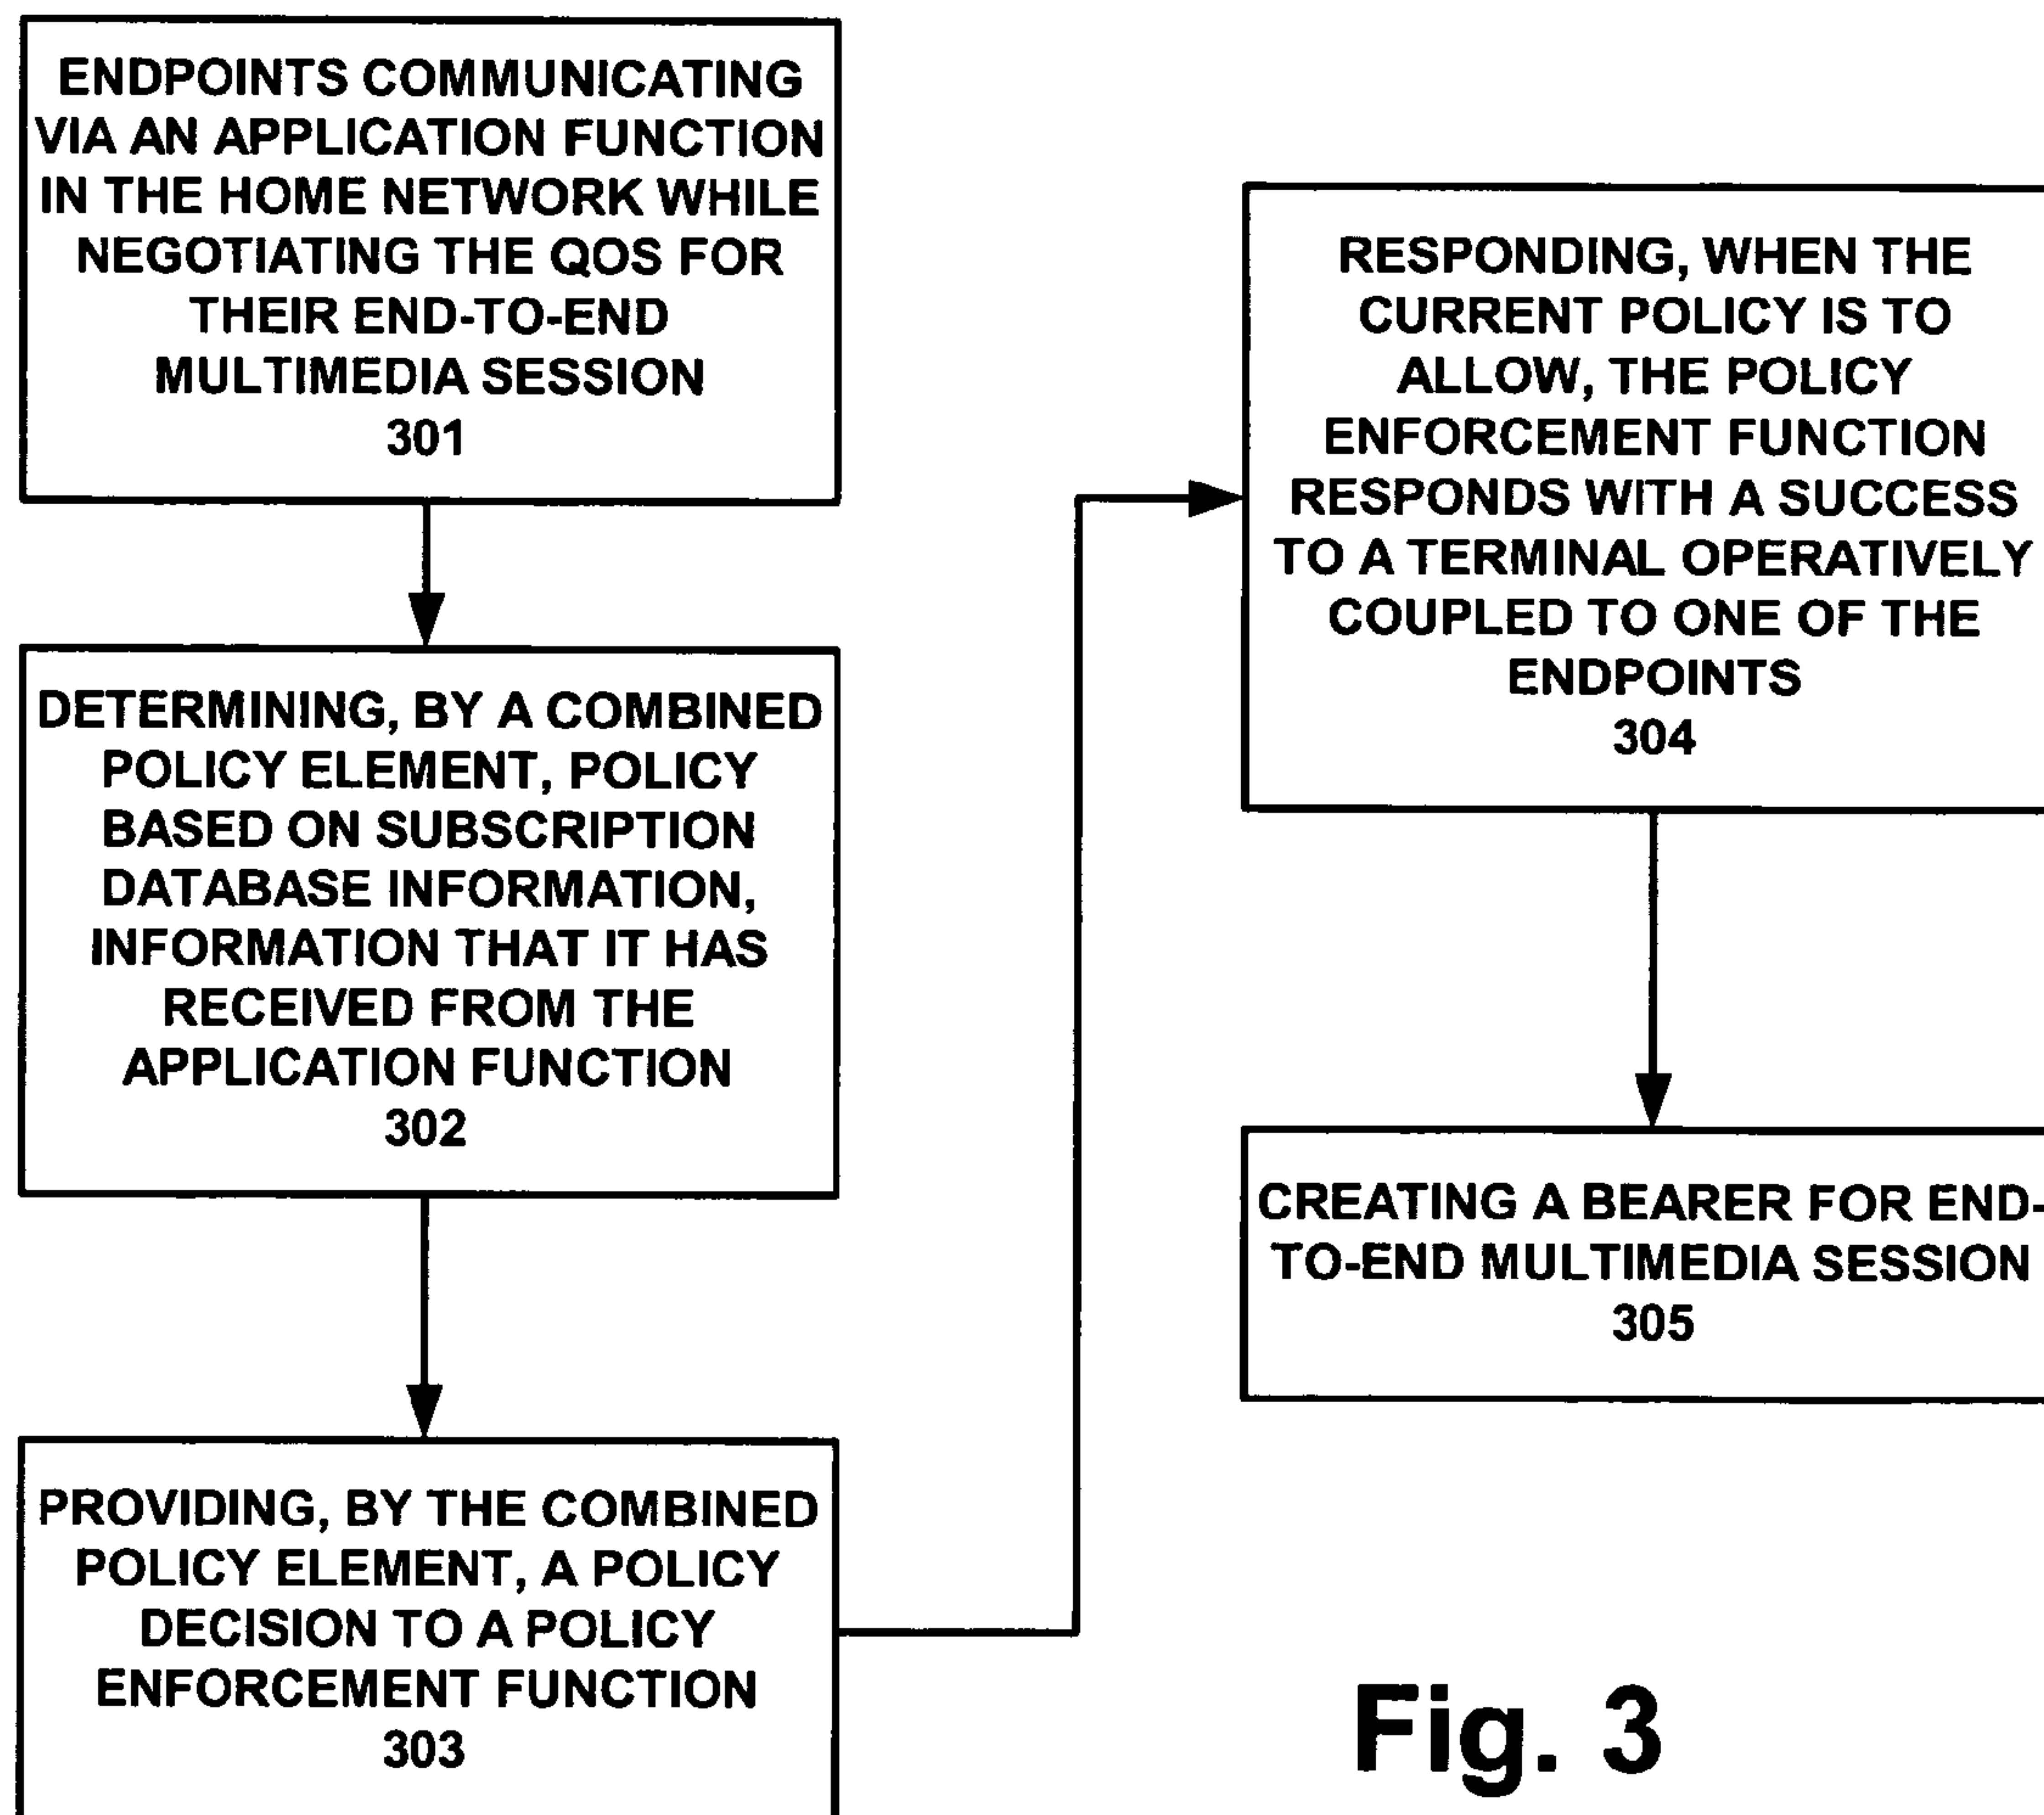 ENDPOINTS COMMUNICATING
VIA AN APPLICATION FUNCTION
IN THE HOME NETWORK WHILE
NEGOTIATING THE QOS FOR
THEIR END-TO-END
MULTIMEDIA SESSION
301
DETERMINING, BY A COMBINED
POLICY ELEMENT, POLICY
BASED ON SUBSCRIPTION
DATABASE INFORMATION,
INFORMATION THAT IT HAS
RECEIVED FROM THE
APPLICATION FUNCTION
302
PROVIDING, BY THE COMBINED
POLICY ELEMENT, A POLICY
DECISION TO A POLICY
ENFORCEMENT FUNCTION
303
RESPONDING, WHEN THE
CURRENT POLICY IS TO
ALLOW, THE POLICY
ENFORCEMENT FUNCTION
RESPONDS WITH A SUCCESS
TO A TERMINAL OPERATIVELY
COUPLED TO ONE OF THE
ENDPOINTS
304
CREATING A BEARER FOR END-
TO-END MULTIMEDIA SESSION
305
Fig. 3